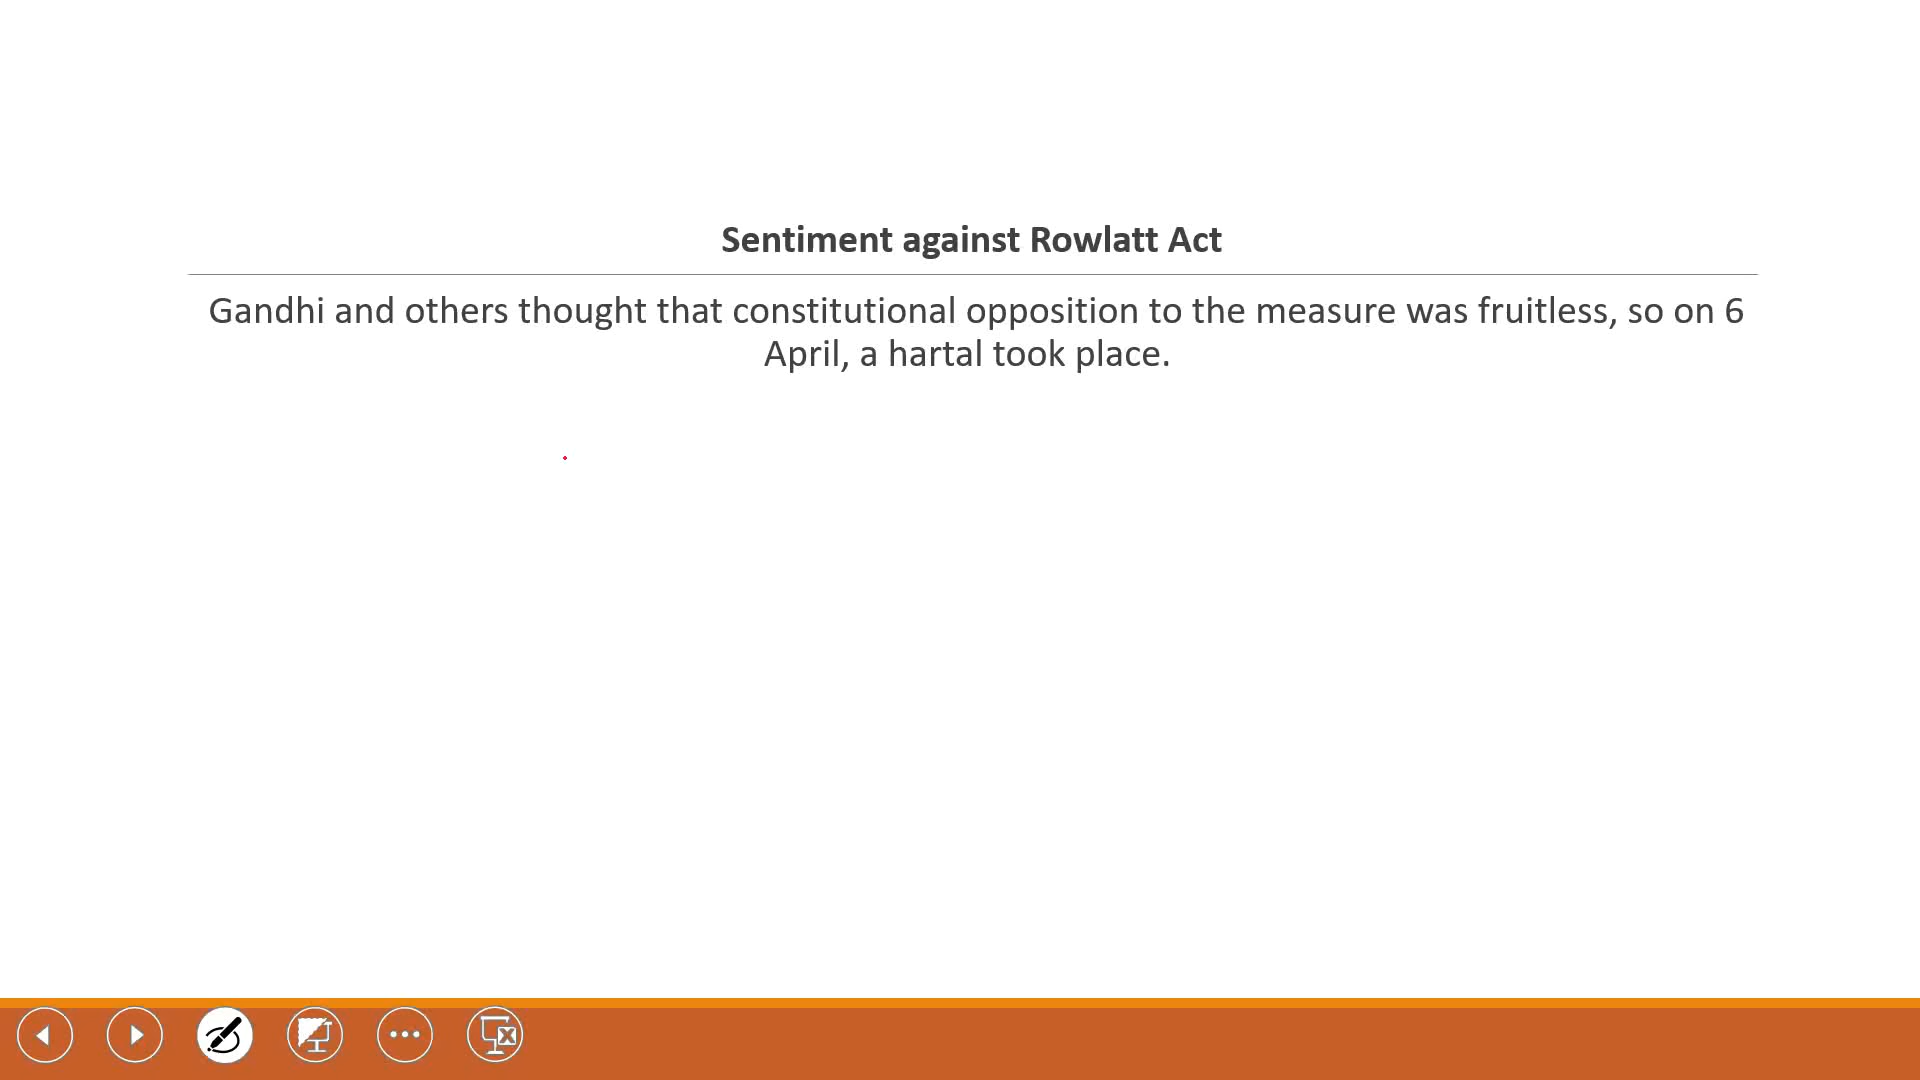 Sentiment against Rowlatt Act
Gandhi and others thought that constitutional opposition to the measure was fruitless, so on 6
April, a hartal took place.